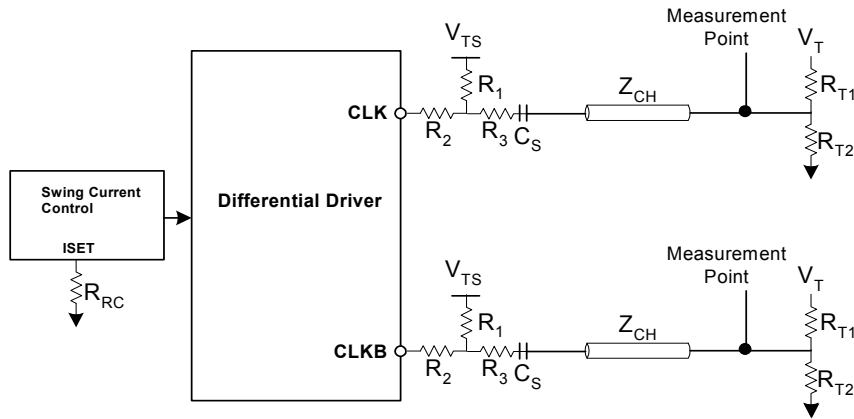 Measurement
Point
V_TS
V_T
R_1
R_T1
Z_CH
CLK
R_2
R_3
C_S
R_T2
Swing Current
Control
ISET
R_RC
Differential Driver
Measurement
Point
V_TS
V_T
R_1
R_T1
Z_CH
CLKB
R_2
R_3
C_S
R_T2